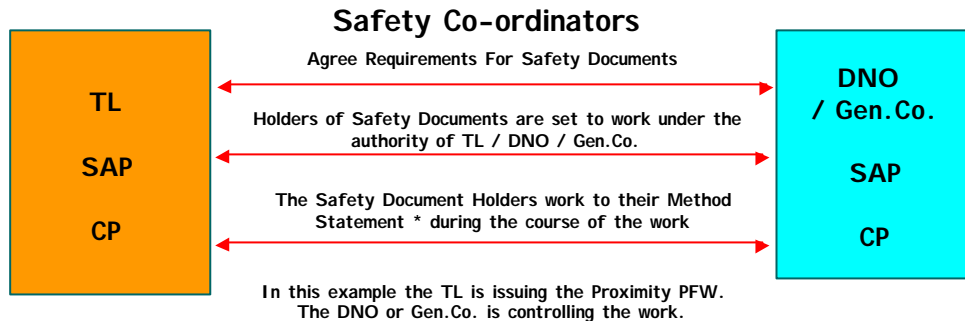 Safety Co-ordinators
Agree Requirements For Safety Documents
TL
DNO
/ Gen.Co.
Holders of Safety Documents are set to work under the
authority of TL / DNO / Gen.Co.
SAP
SAP
The Safety Document Holders work to their Method
Statement * during the course of the work
CP
CP
In this example the TL is issuing the Proximity PFW.
The DNO or Gen.Co. is controlling the work.